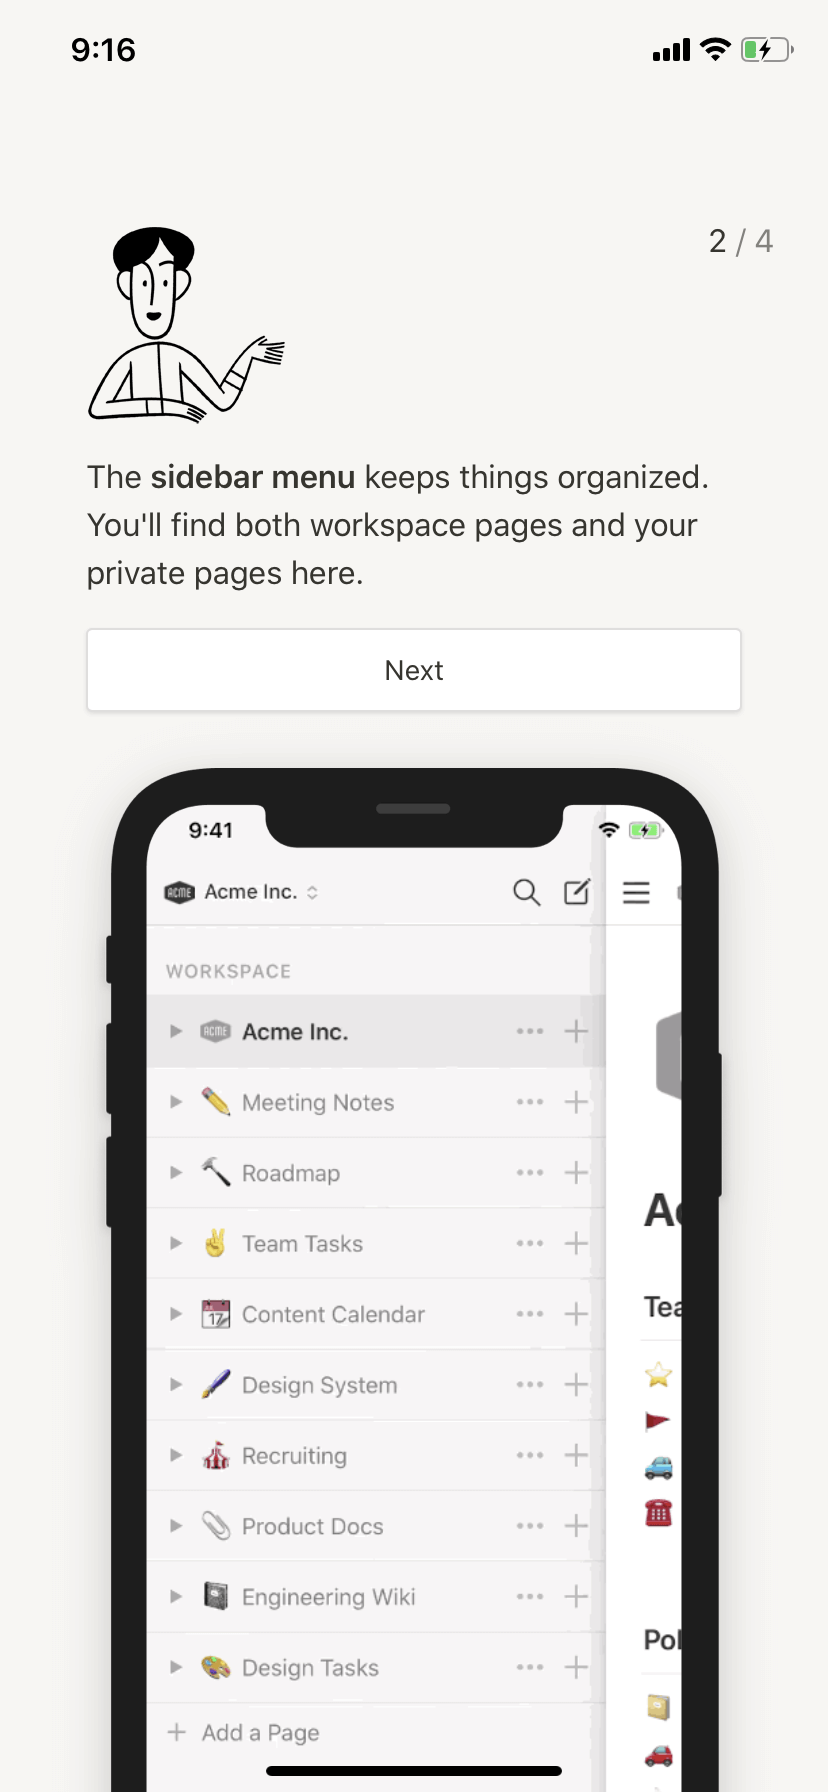 9:16
2 / 4
The sidebar menu keeps things organized.
You'll find both workspace pages and your
private pages here.
Next
9:41
ACME Acme Inc.
WORKSPACE
ACME Acme Inc.
Meeting Notes
Roadmap
Team Tasks
17 Content Calendar
Design System
Recruiting
Product Docs
Engineering Wiki
Design Tasks
+ Add a Page
Ac
Tea
Pol